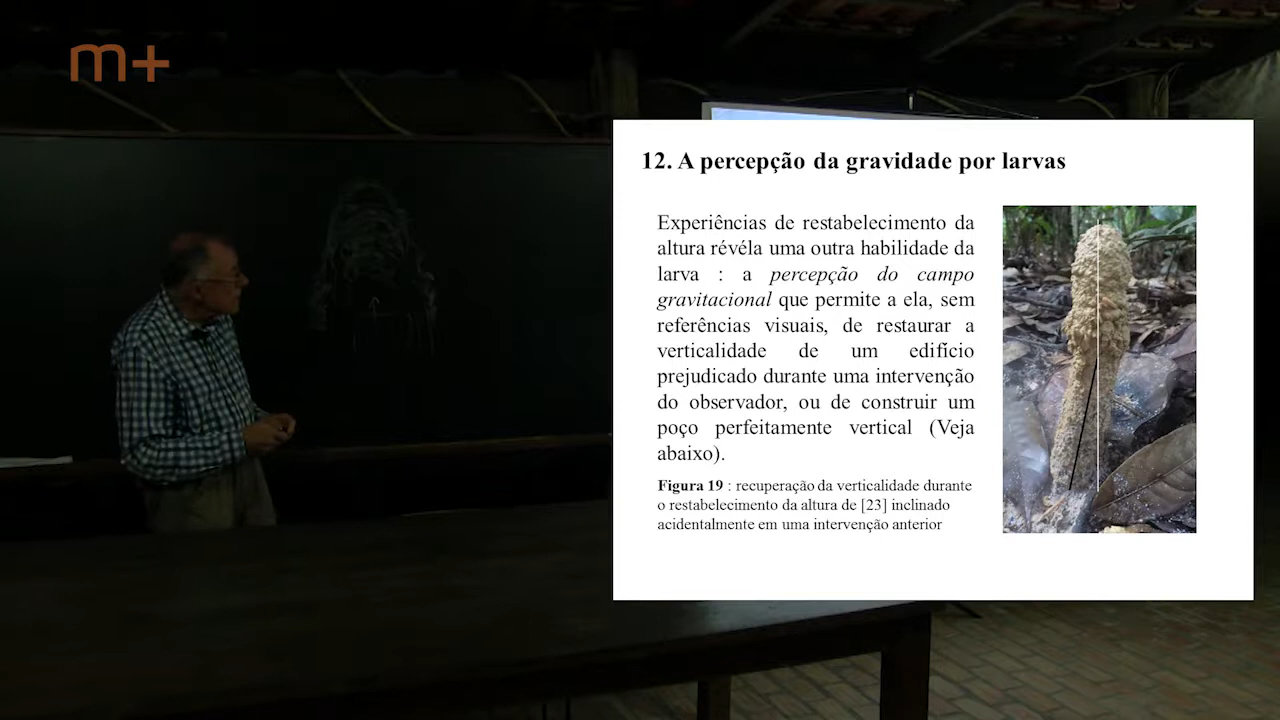 m+
12. A percepção da gravidade por larvas
Experiências de restabelecimento da
altura révéla uma outra habilidade da
larva : a percepção do campo
gravitacional que permite a ela, sem
referências visuais, de restaurar a
verticalidade de um edifício
prejudicado durante uma intervenção
do observador, ou de construir um
poço perfeitamente vertical (Veja
abaixo).
Figura 19 : recuperação da verticalidade durante
o restabelecimento da altura de [23] inclinado
acidentalmente em uma intervenção anterior